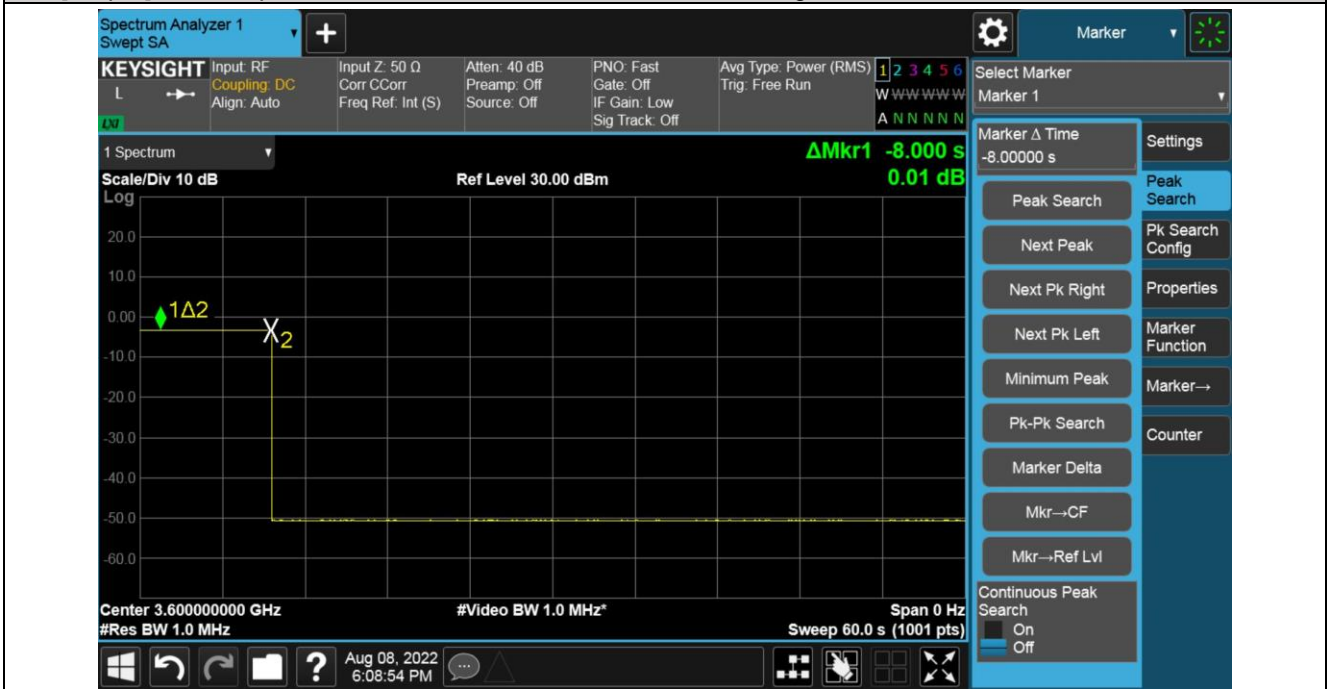 Spectrum Analyzer 1
Swept SA
+
Marker
KEYSIGHT
L
LXI
Input: RF
Coupling: DC
Align: Auto
Input Z: 50 Ω
Corr CCorr
Freq Ref: Int (S)
Atten: 40 dB
Preamp: Off
Source: Off
PNO: Fast
Gate: Off
IF Gain: Low
Sig Track: Off
Avg Type: Power (RMS)
Trig: Free Run
1 2 3 4 5 6
W W W W W W
A N N N N N
Select Marker
Marker 1
1 Spectrum
ΔMkr1 -8.000 s
0.01 dB
Scale/Div 10 dB
Ref Level 30.00 dBm
Log
20.0
10.0
0.00
-10.0
-20.0
-30.0
-40.0
-50.0
-60.0
1Δ2
X2
Center 3.600000000 GHz
#Video BW 1.0 MHz*
Span 0 Hz
#Res BW 1.0 MHz
Sweep 60.0 s (1001 pts)
Marker Δ Time
-8.00000 s
Peak Search
Next Peak
Next Pk Right
Next Pk Left
Minimum Peak
Pk-Pk Search
Marker Delta
Mkr→CF
Mkr→Ref Lvl
Continuous Peak
Search
On
Off
Settings
Peak
Search
Pk Search
Config
Properties
Marker
Function
Marker→
Counter
?
Aug 08, 2022
6:08:54 PM